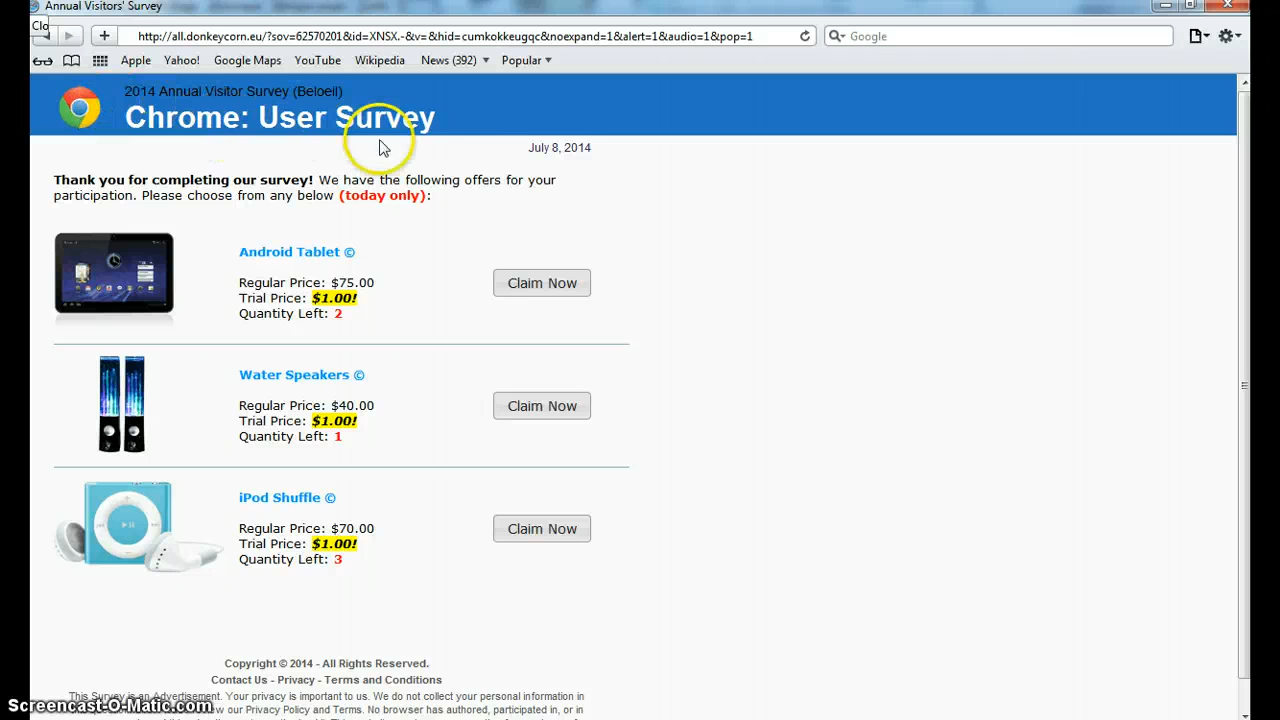 Annual Visitors' Survey
Clo
http://all.donkeycorn.eu/?sov=62570201&id=XNSX.-&v=&hid=cumkokkeugqc&noexpand=1&alert=1&audio=1&pop=1
Google
Apple Yahoo! Google Maps YouTube Wikipedia News (392) Popular
2014 Annual Visitor Survey (Beloeil)
Chrome: User Survey
July 8, 2014
Thank you for completing our survey! We have the following offers for your
participation. Please choose from any below (today only):
Android Tablet ©
Regular Price: $75.00
Trial Price: $1.00!
Quantity Left: 2
Claim Now
Water Speakers ©
Regular Price: $40.00
Trial Price: $1.00!
Quantity Left: 1
Claim Now
iPod Shuffle ©
Regular Price: $70.00
Trial Price: $1.00!
Quantity Left: 3
Claim Now
Copyright © 2014 - All Rights Reserved.
Contact Us - Privacy - Terms and Conditions
This Survey is an Advertisement. Your privacy is important to us. We do not collect your personal information in
our Privacy Policy and Terms. No browser has authored, participated in, or in
Screencast-O-Matic.com